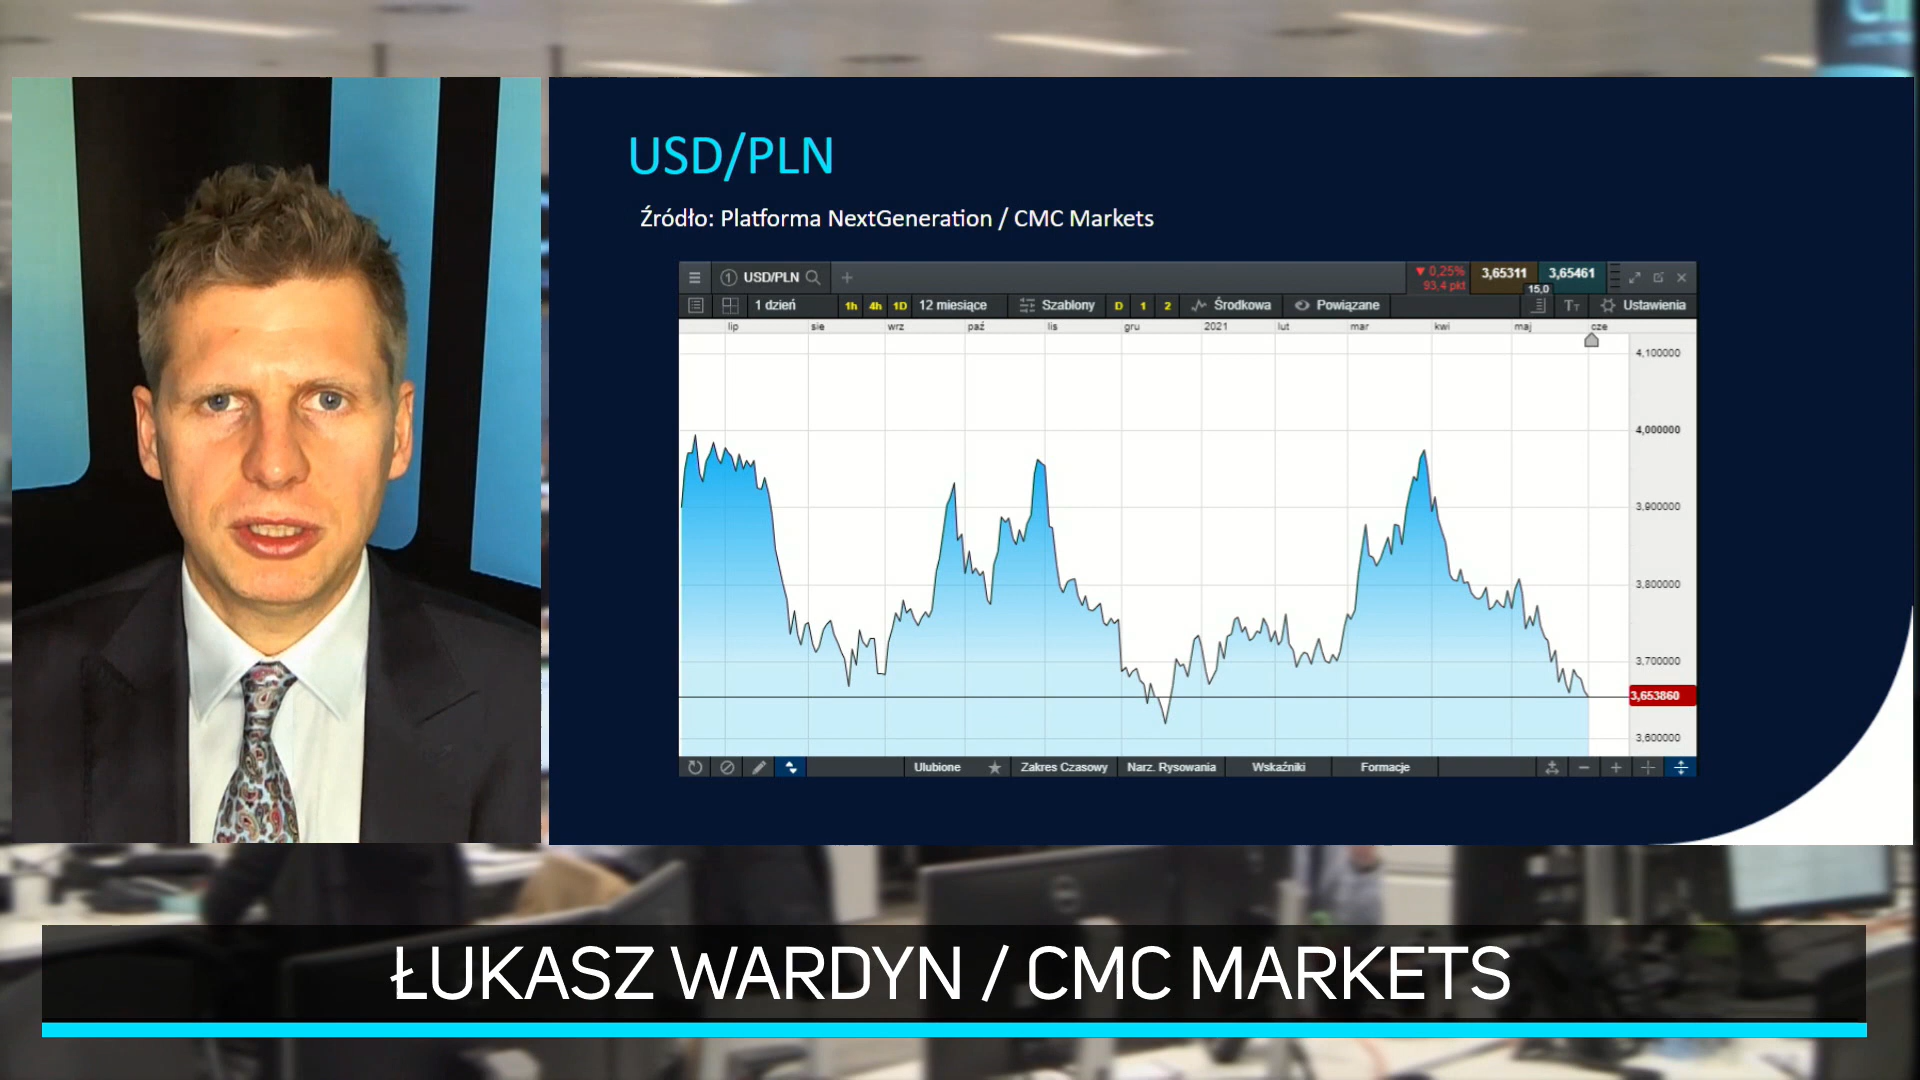 USD/PLN
Źródło: Platforma NextGeneration / CMC Markets
1 USD/PLN
0,25%
93,4 pkt
3,65311
3,65461
15,0
1 dzień
1h 4h 1D 12 miesiące
Szablony
D 1 2
Środkowa
Powiązane
Ustawienia
lip sie wrz paź lis gru 2021 lut mar kwi maj cze
4,100000
4,000000
3,900000
3,800000
3,700000
3,653860
3,600000
Ulubione
Zakres Czasowy
Narz. Rysowania
Wskaźniki
Formacje
ŁUKASZ WARDYN / CMC MARKETS